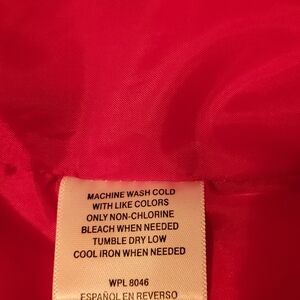 MACHINE WASH COLD
WITH LIKE COLORS
ONLY NON-CHLORINE
BLEACH WHEN NEEDED
TUMBLE DRY LOW
COOL IRON WHEN NEEDED
WPL 8046
ESPAÑOL EN REVERSO